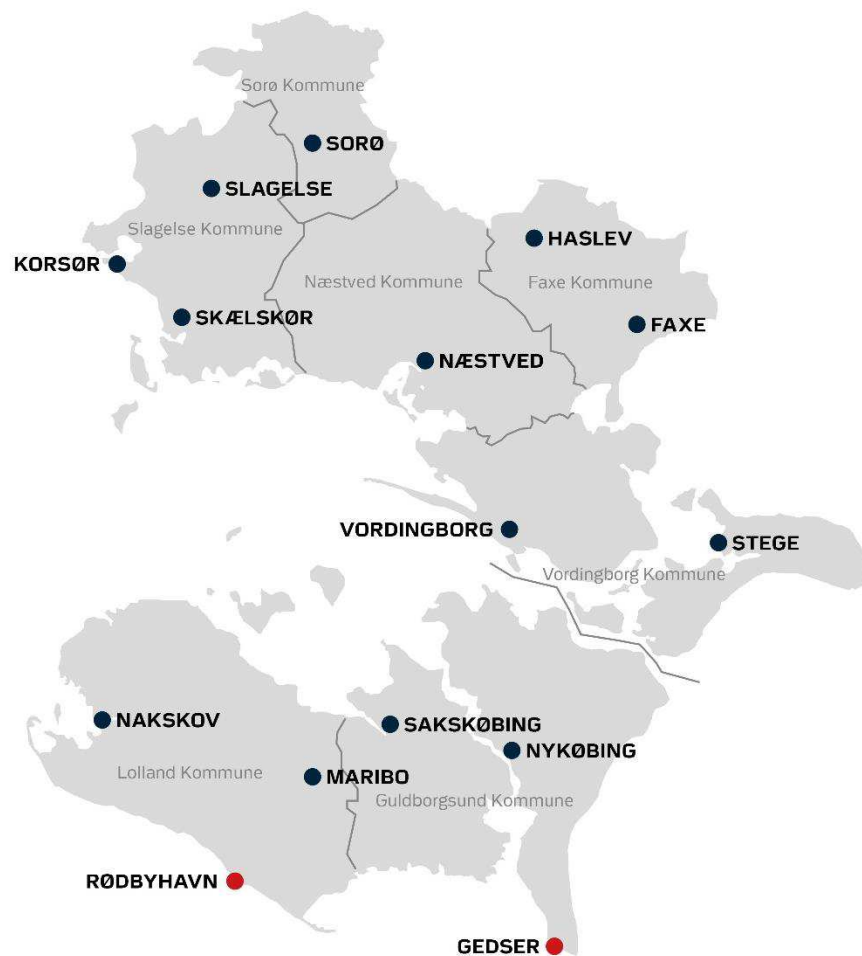 Sorø Kommune
SORØ
SLAGELSE
Slagelse Kommune
HASLEV
KORSØR
Næstved Kommune
Faxe Kommune
SKÆLSKØR
FAXE
NÆSTVED
VORDINGBORG
STEGE
Vordingborg Kommune
NAKSKOV
SAKSKØBING
NYKØBING
Lolland Kommune
MARIBO
Guldborgsund Kommune
RØDBYHAVN
GEDSER